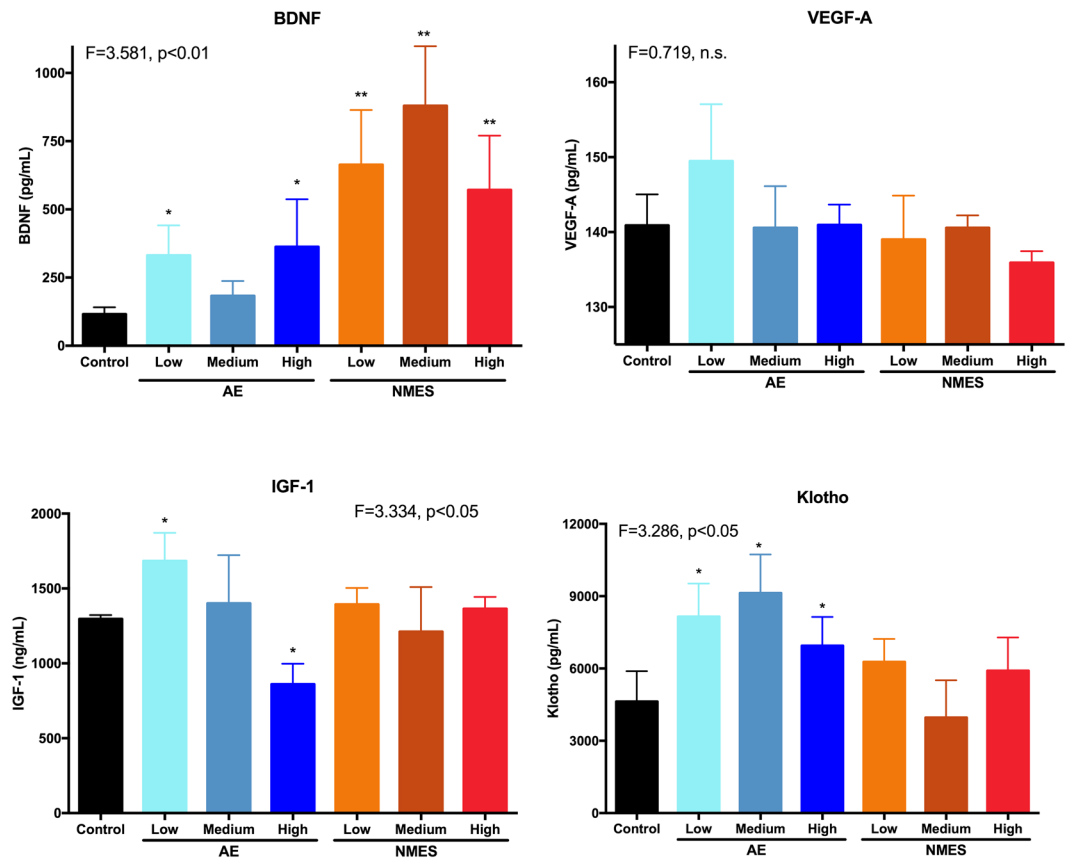 BDNF
F=3.581, p<0.01
BDNF (pg/mL)
1000
750
500
250
0
*
*
**
**
**
Control Low Medium High Low Medium High
AE NMES
VEGF-A
F=0.719, n.s.
VEGF-A (pg/mL)
160
150
140
130
Control Low Medium High Low Medium High
AE NMES
IGF-1
F=3.334, p<0.05
IGF-1 (ng/mL)
2000
1500
1000
500
0
*
*
Control Low Medium High Low Medium High
AE NMES
Klotho
F=3.286, p<0.05
Klotho (pg/mL)
12000
9000
6000
3000
0
*
*
*
Control Low Medium High Low Medium High
AE NMES